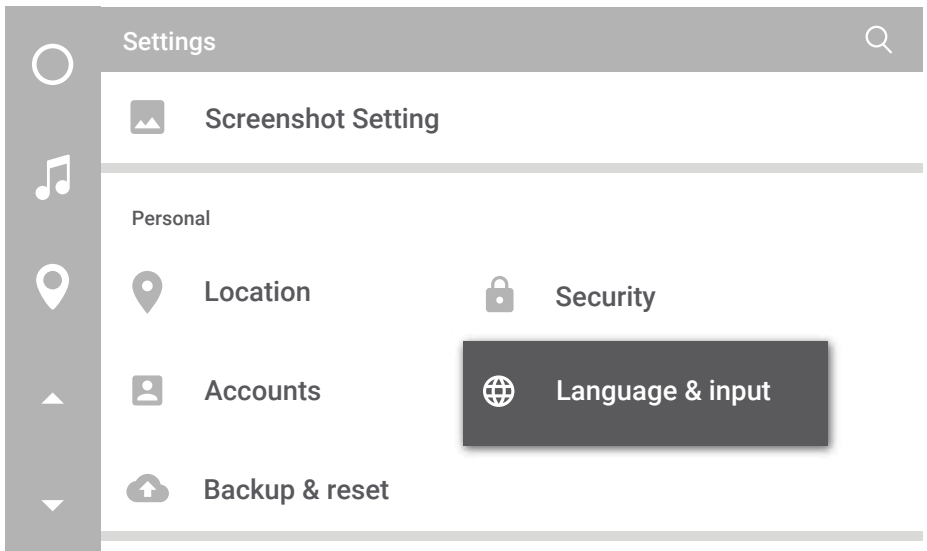 Settings
Screenshot Setting
Personal
Location
Security
Accounts
Language & input
Backup & reset